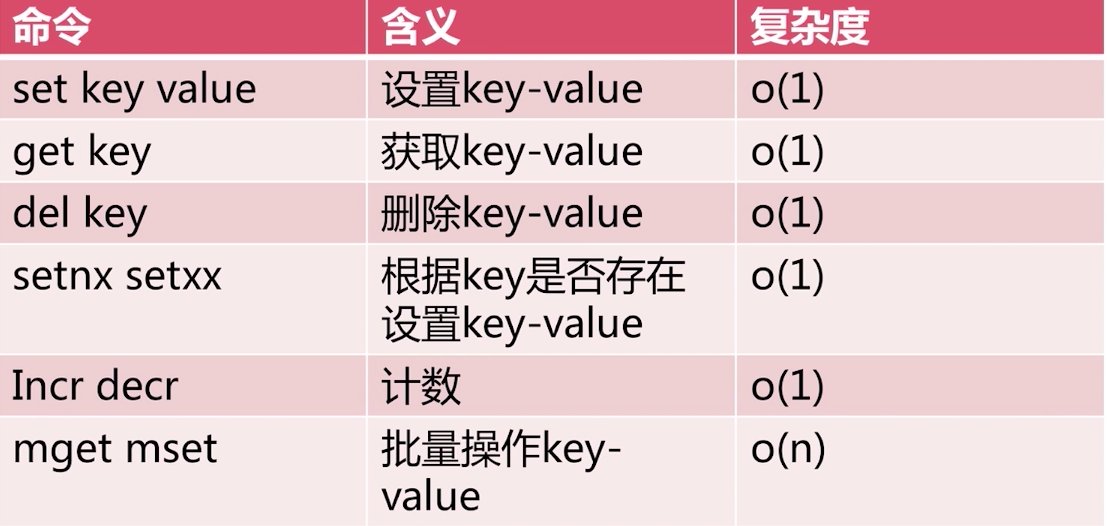 命令 含义 复杂度
set key value 设置key-value o(1)
get key 获取key-value o(1)
del key 删除key-value o(1)
setnx setxx 根据key是否存在 o(1)
设置key-value
Incr decr 计数 o(1)
mget mset 批量操作key- o(n)
value